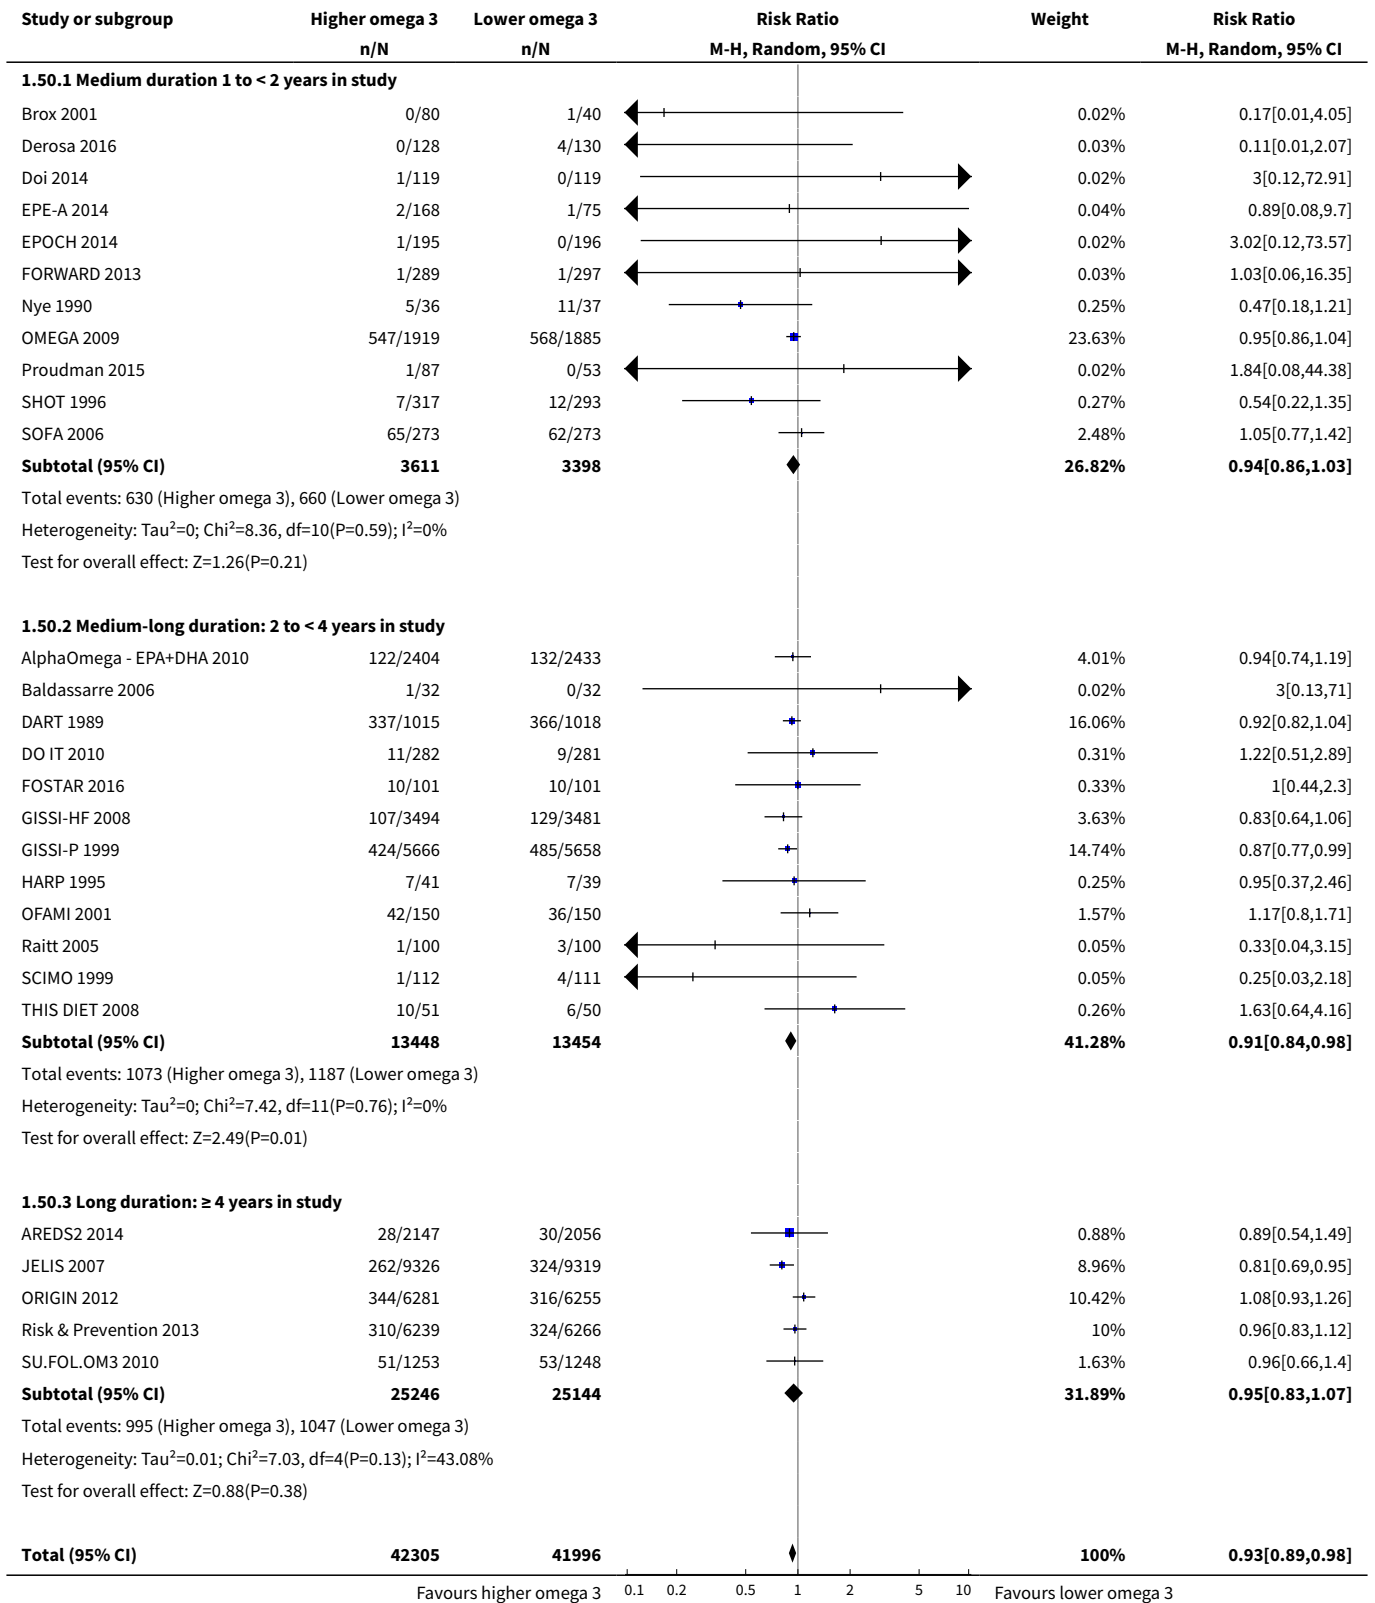 Study or subgroup Higher omega 3 Lower omega 3 Risk Ratio Weight Risk Ratio
n/N n/N M-H, Random, 95% CI M-H, Random, 95% CI
1.50.1 Medium duration 1 to < 2 years in study
Brox 2001 0/80 1/40 0.02% 0.17[0.01,4.05]
Derosa 2016 0/128 4/130 0.03% 0.11[0.01,2.07]
Doi 2014 1/119 0/119 0.02% 3[0.12,72.91]
EPE-A 2014 2/168 1/75 0.04% 0.89[0.08,9.7]
EPOCH 2014 1/195 0/196 0.02% 3.02[0.12,73.57]
FORWARD 2013 1/289 1/297 0.03% 1.03[0.06,16.35]
Nye 1990 5/36 11/37 0.25% 0.47[0.18,1.21]
OMEGA 2009 547/1919 568/1885 23.63% 0.95[0.86,1.04]
Proudman 2015 1/87 0/53 0.02% 1.84[0.08,44.38]
SHOT 1996 7/317 12/293 0.27% 0.54[0.22,1.35]
SOFA 2006 65/273 62/273 2.48% 1.05[0.77,1.42]
Subtotal (95% CI) 3611 3398 26.82% 0.94[0.86,1.03]
Total events: 630 (Higher omega 3), 660 (Lower omega 3)
Heterogeneity: Tau²=0; Chi²=8.36, df=10(P=0.59); I²=0%
Test for overall effect: Z=1.26(P=0.21)
1.50.2 Medium-long duration: 2 to < 4 years in study
AlphaOmega - EPA+DHA 2010 122/2404 132/2433 4.01% 0.94[0.74,1.19]
Baldassarre 2006 1/32 0/32 0.02% 3[0.13,71]
DART 1989 337/1015 366/1018 16.06% 0.92[0.82,1.04]
DO IT 2010 11/282 9/281 0.31% 1.22[0.51,2.89]
FOSTAR 2016 10/101 10/101 0.33% 1[0.44,2.3]
GISSI-HF 2008 107/3494 129/3481 3.63% 0.83[0.64,1.06]
GISSI-P 1999 424/5666 485/5658 14.74% 0.87[0.77,0.99]
HARP 1995 7/41 7/39 0.25% 0.95[0.37,2.46]
OFAMI 2001 42/150 36/150 1.57% 1.17[0.8,1.71]
Raitt 2005 1/100 3/100 0.05% 0.33[0.04,3.15]
SCIMO 1999 1/112 4/111 0.05% 0.25[0.03,2.18]
THIS DIET 2008 10/51 6/50 0.26% 1.63[0.64,4.16]
Subtotal (95% CI) 13448 13454 41.28% 0.91[0.84,0.98]
Total events: 1073 (Higher omega 3), 1187 (Lower omega 3)
Heterogeneity: Tau²=0; Chi²=7.42, df=11(P=0.76); I²=0%
Test for overall effect: Z=2.49(P=0.01)
1.50.3 Long duration: ≥ 4 years in study
AREDS2 2014 28/2147 30/2056 0.88% 0.89[0.54,1.49]
JELIS 2007 262/9326 324/9319 8.96% 0.81[0.69,0.95]
ORIGIN 2012 344/6281 316/6255 10.42% 1.08[0.93,1.26]
Risk & Prevention 2013 310/6239 324/6266 10% 0.96[0.83,1.12]
SU.FOL.OM3 2010 51/1253 53/1248 1.63% 0.96[0.66,1.4]
Subtotal (95% CI) 25246 25144 31.89% 0.95[0.83,1.07]
Total events: 995 (Higher omega 3), 1047 (Lower omega 3)
Heterogeneity: Tau²=0.01; Chi²=7.03, df=4(P=0.13); I²=43.08%
Test for overall effect: Z=0.88(P=0.38)
Total (95% CI) 42305 41996 100% 0.93[0.89,0.98]
Favours higher omega 3 0.1 0.2 0.5 1 2 5 10 Favours lower omega 3